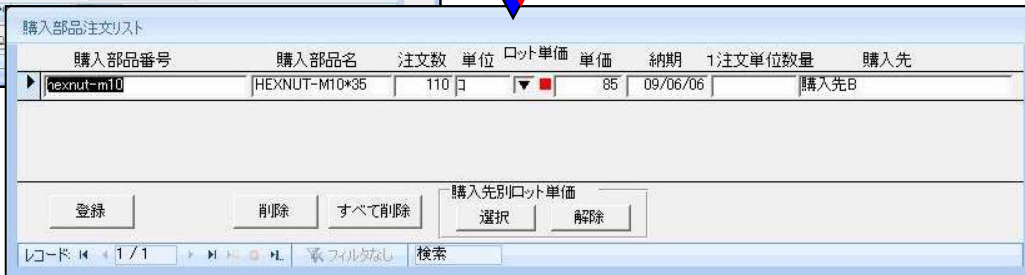 購入部品注文リスト
購入部品番号 購入部品名 注文数 単位 ロット単価 単価 納期 1注文単位数量 購入先
hexnut-m10 HEXNUT-M10*35 110 コ 85 09/06/06 購入先B
購入先別ロット単価
登録 削除 すべて削除 選択 解除
レコード: 1 / 1 フィルタなし 検索